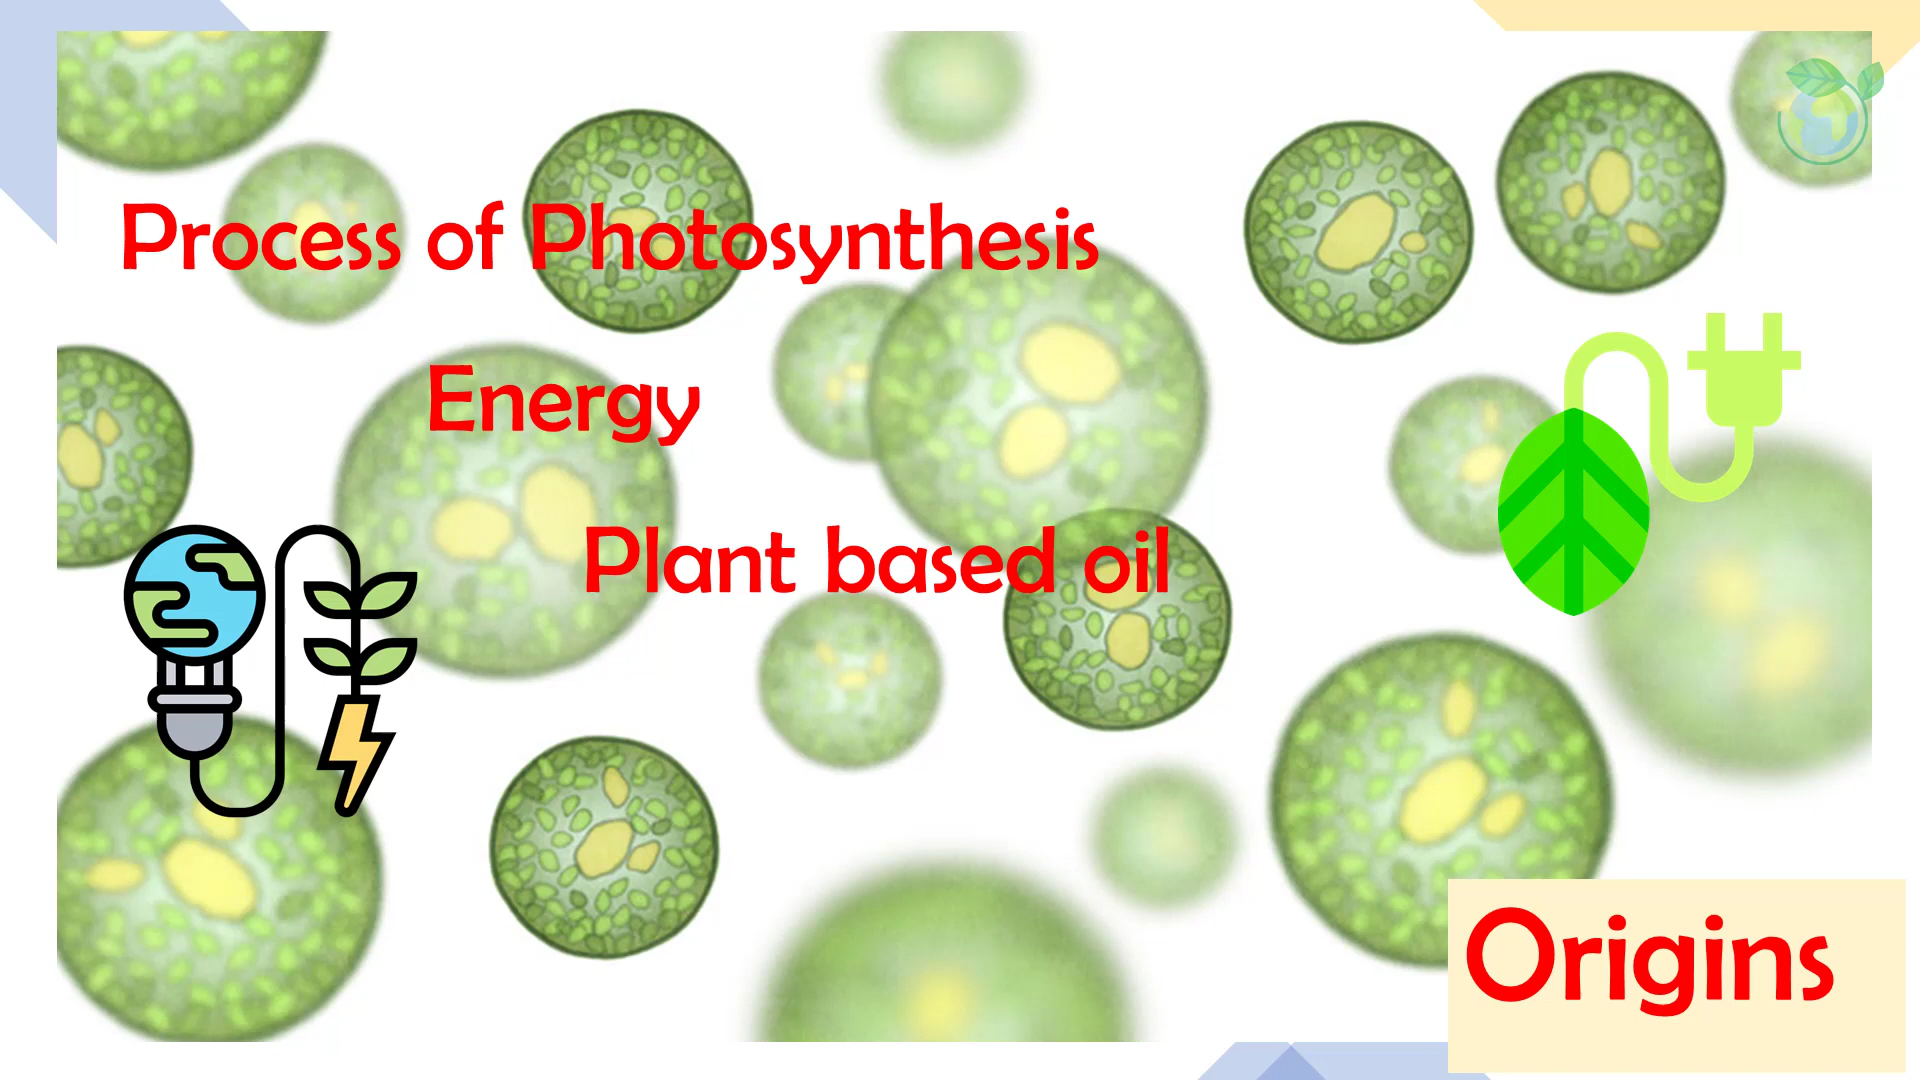 Process of Photosynthesis
Energy
Plant based oil
Origins